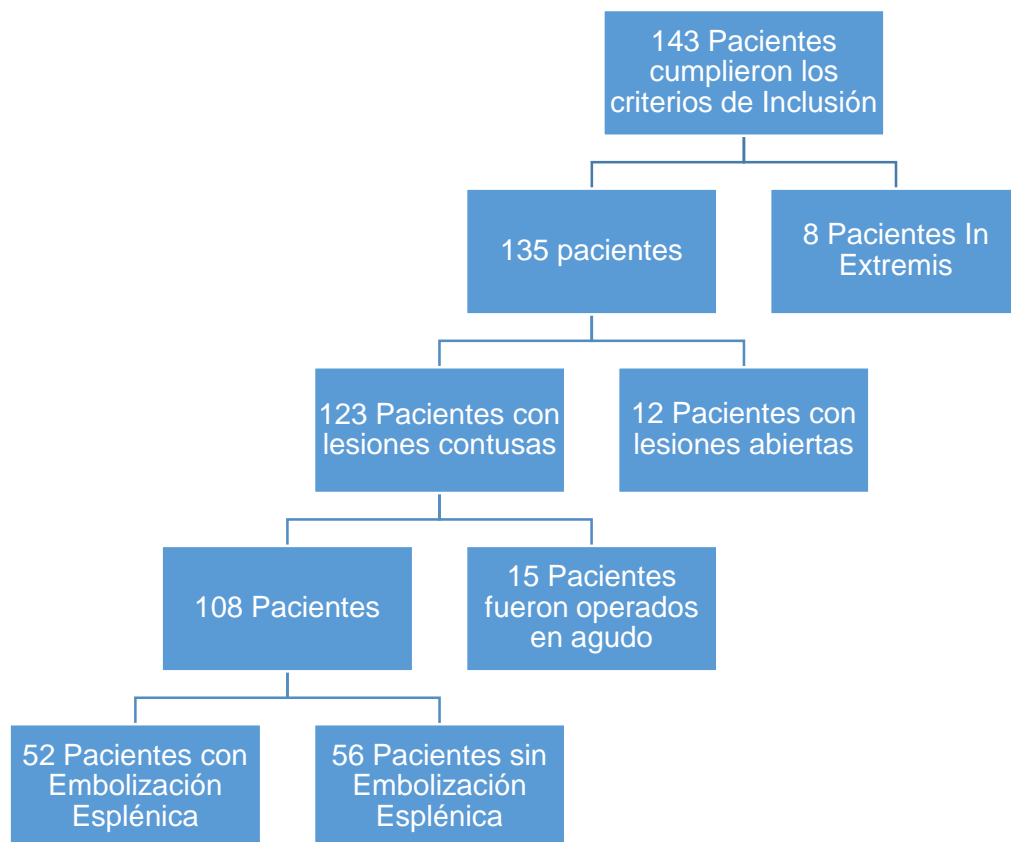 143 Pacientes
cumplieron los
criterios de Inclusión
135 pacientes
8 Pacientes In
Extremis
123 Pacientes con
lesiones contusas
12 Pacientes con
lesiones abiertas
108 Pacientes
15 Pacientes
fueron operados
en agudo
52 Pacientes con
Embolización
Esplénica
56 Pacientes sin
Embolización
Esplénica